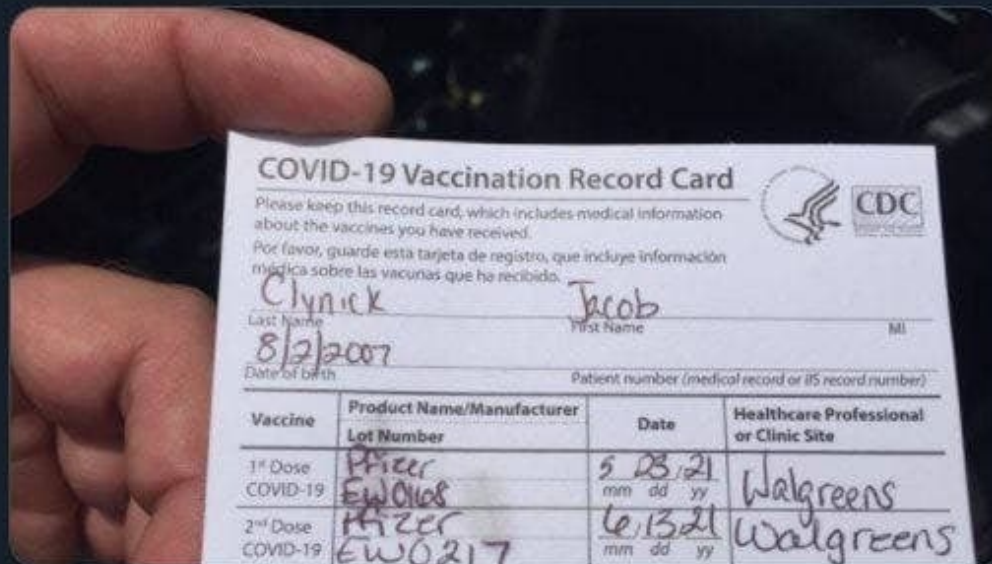 COVID-19 Vaccination Record Card
CDC
Please keep this record card, which includes medical information
about the vaccines you have received.
Por favor, guarde esta tarjeta de registro, que incluye información
médica sobre las vacunas que ha recibido.
Clynick Jacob
Last Name First Name MI
8/2/2007
Date of birth Patient number (medical record or IIS record number)
Vaccine Product Name/Manufacturer Date Healthcare Professional
Lot Number or Clinic Site
1st Dose Pfizer 5 23 21 Walgreens
COVID-19 EW0168 mm dd yy
2nd Dose Pfizer 6 13 21 Walgreens
COVID-19 EW0217 mm dd yy